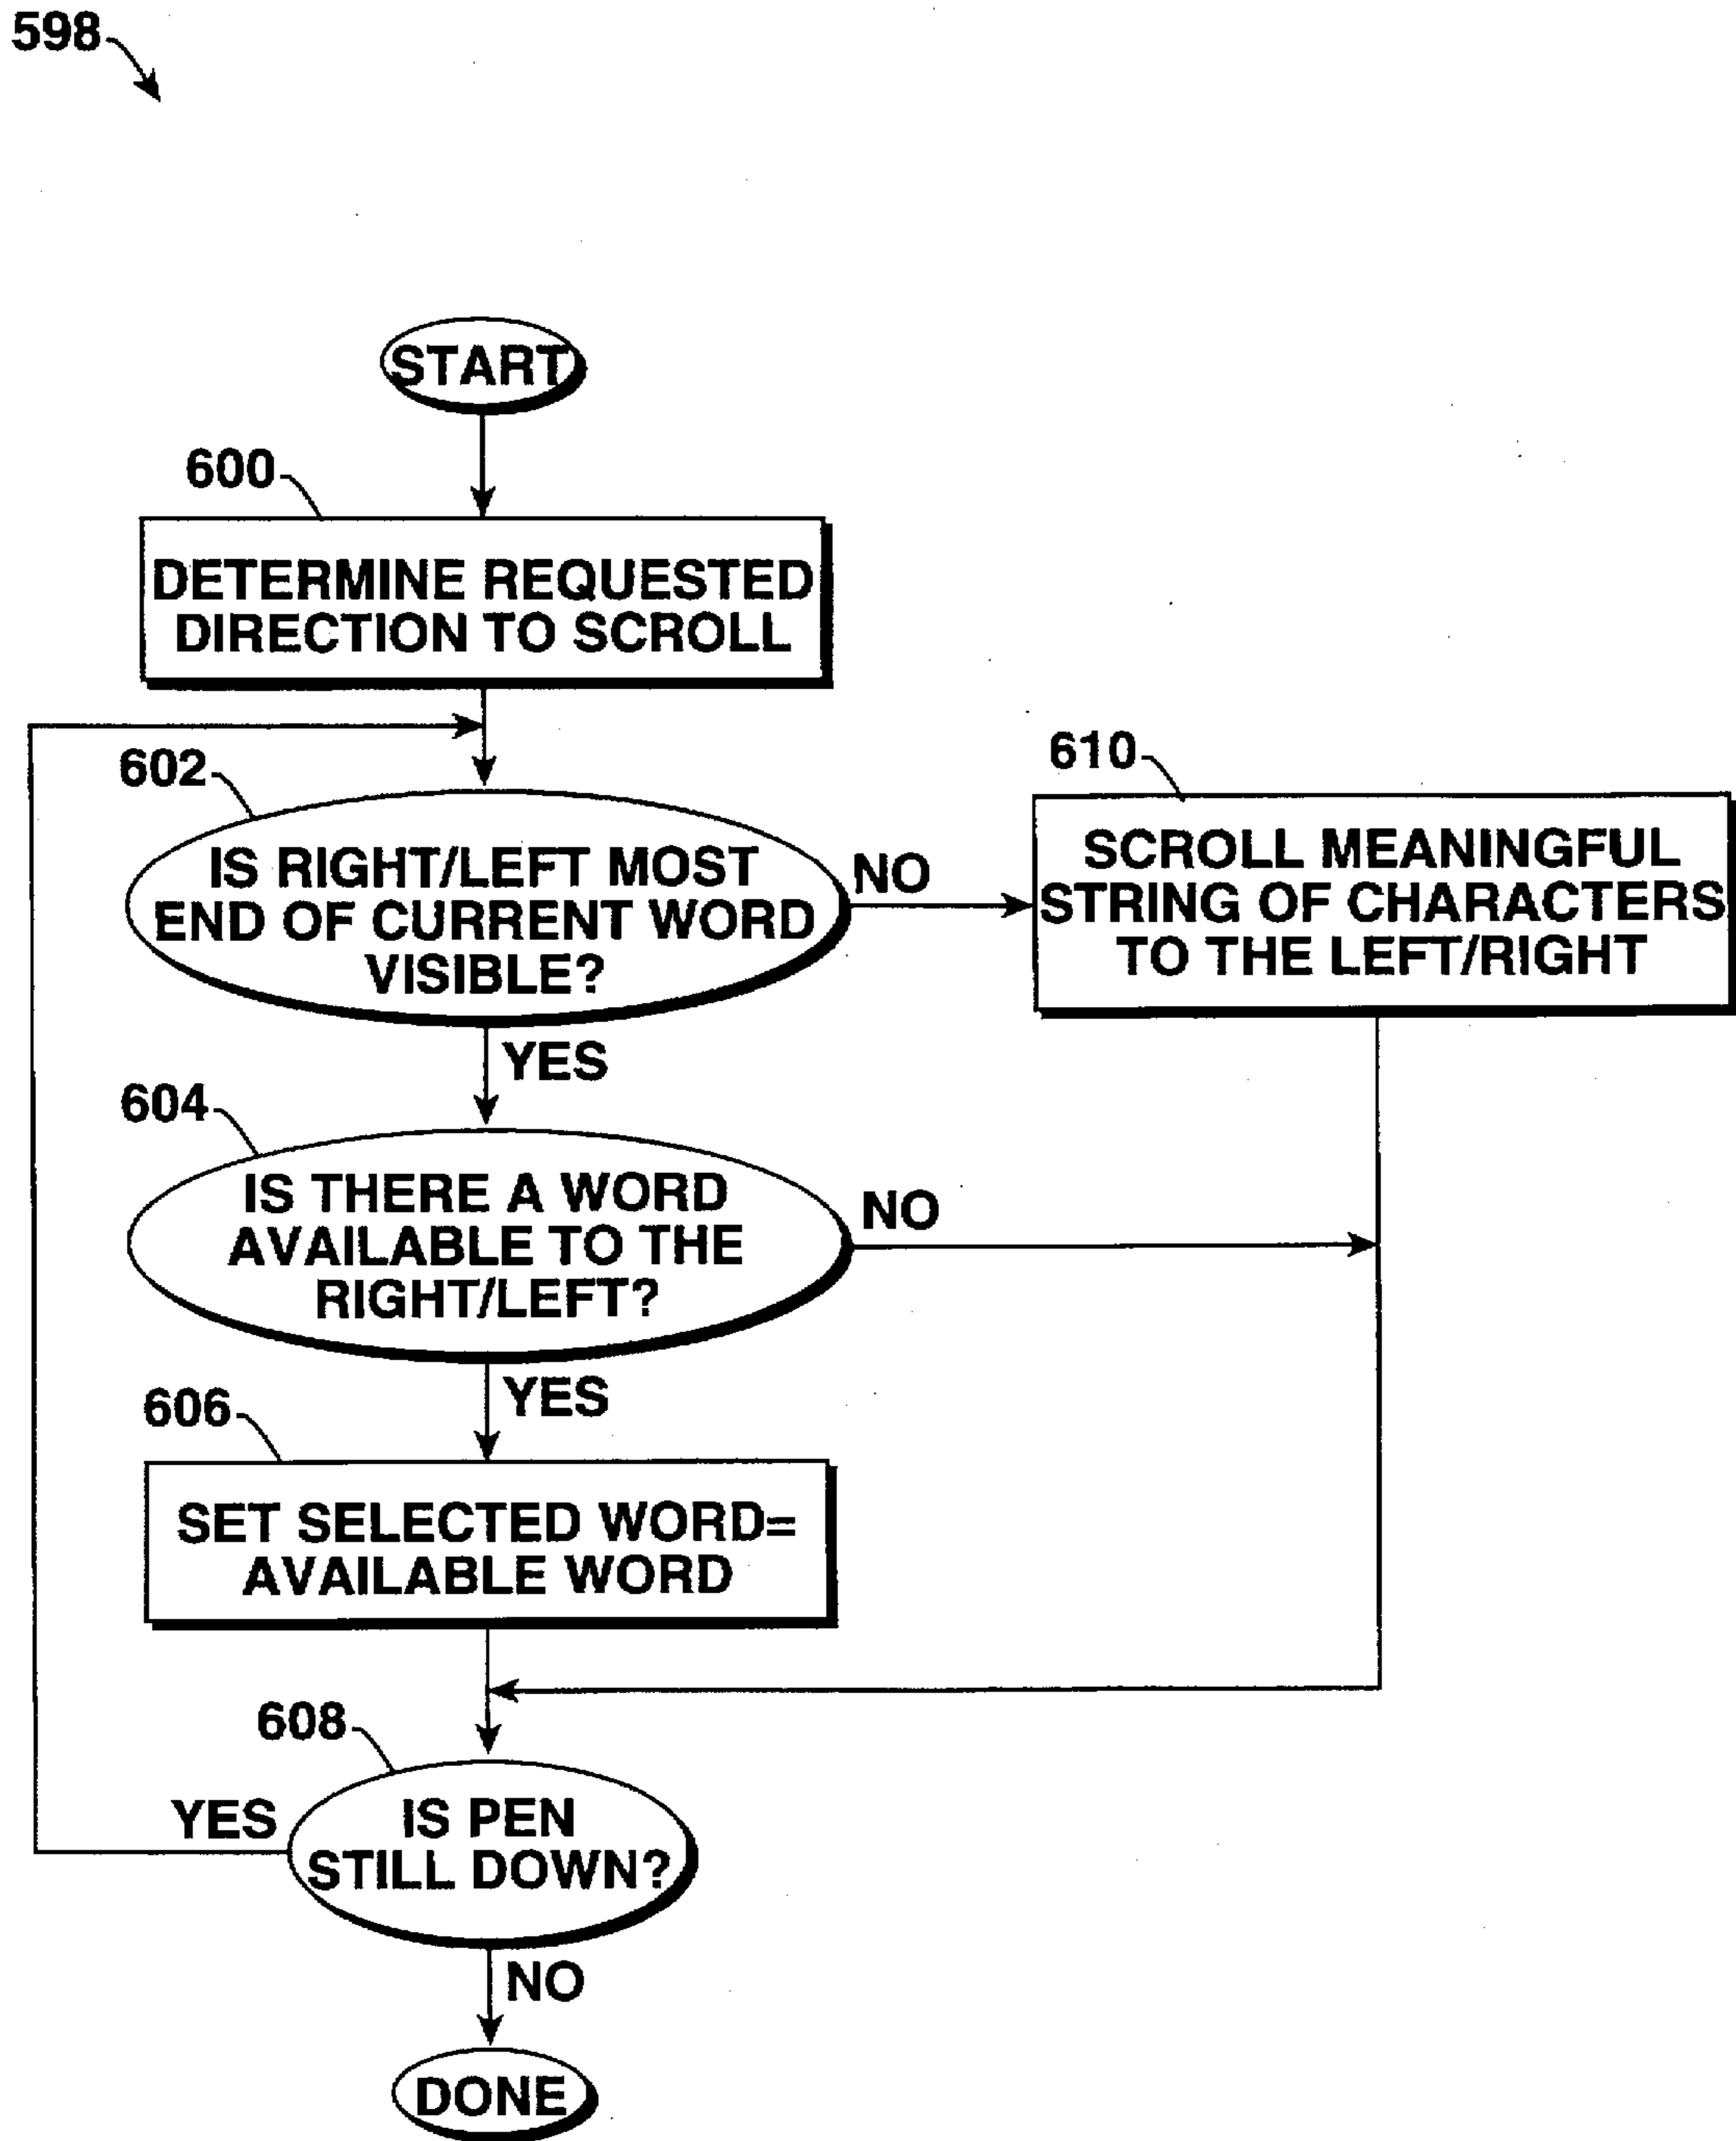 598
START
600
DETERMINE REQUESTED
DIRECTION TO SCROLL
602
IS RIGHT/LEFT MOST
END OF CURRENT WORD
VISIBLE?
NO
610
SCROLL MEANINGFUL
STRING OF CHARACTERS
TO THE LEFT/RIGHT
YES
604
IS THERE A WORD
AVAILABLE TO THE
RIGHT/LEFT?
NO
YES
606
SET SELECTED WORD=
AVAILABLE WORD
608
YES
IS PEN
STILL DOWN?
NO
DONE